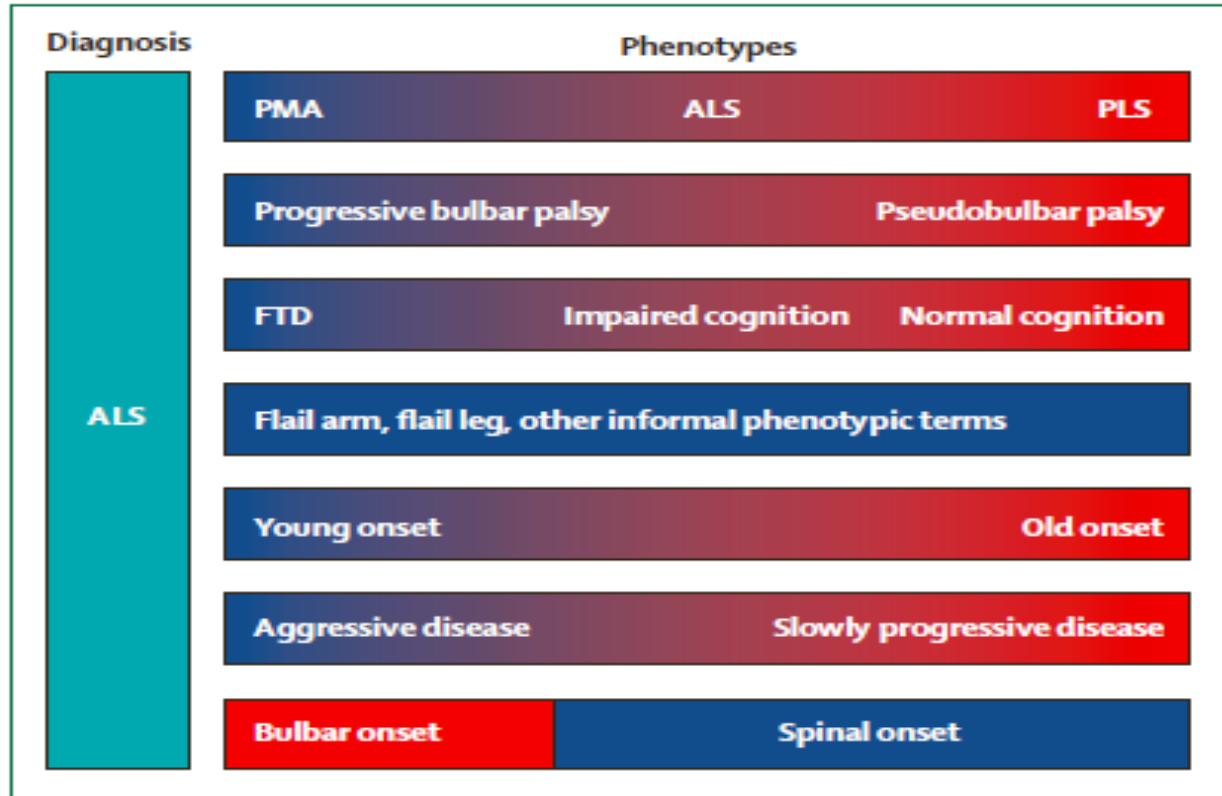 Diagnosis
Phenotypes
PMA ALS PLS
Progressive bulbar palsy Pseudobulbar palsy
FTD Impaired cognition Normal cognition
ALS
Flail arm, flail leg, other informal phenotypic terms
Young onset Old onset
Aggressive disease Slowly progressive disease
Bulbar onset Spinal onset